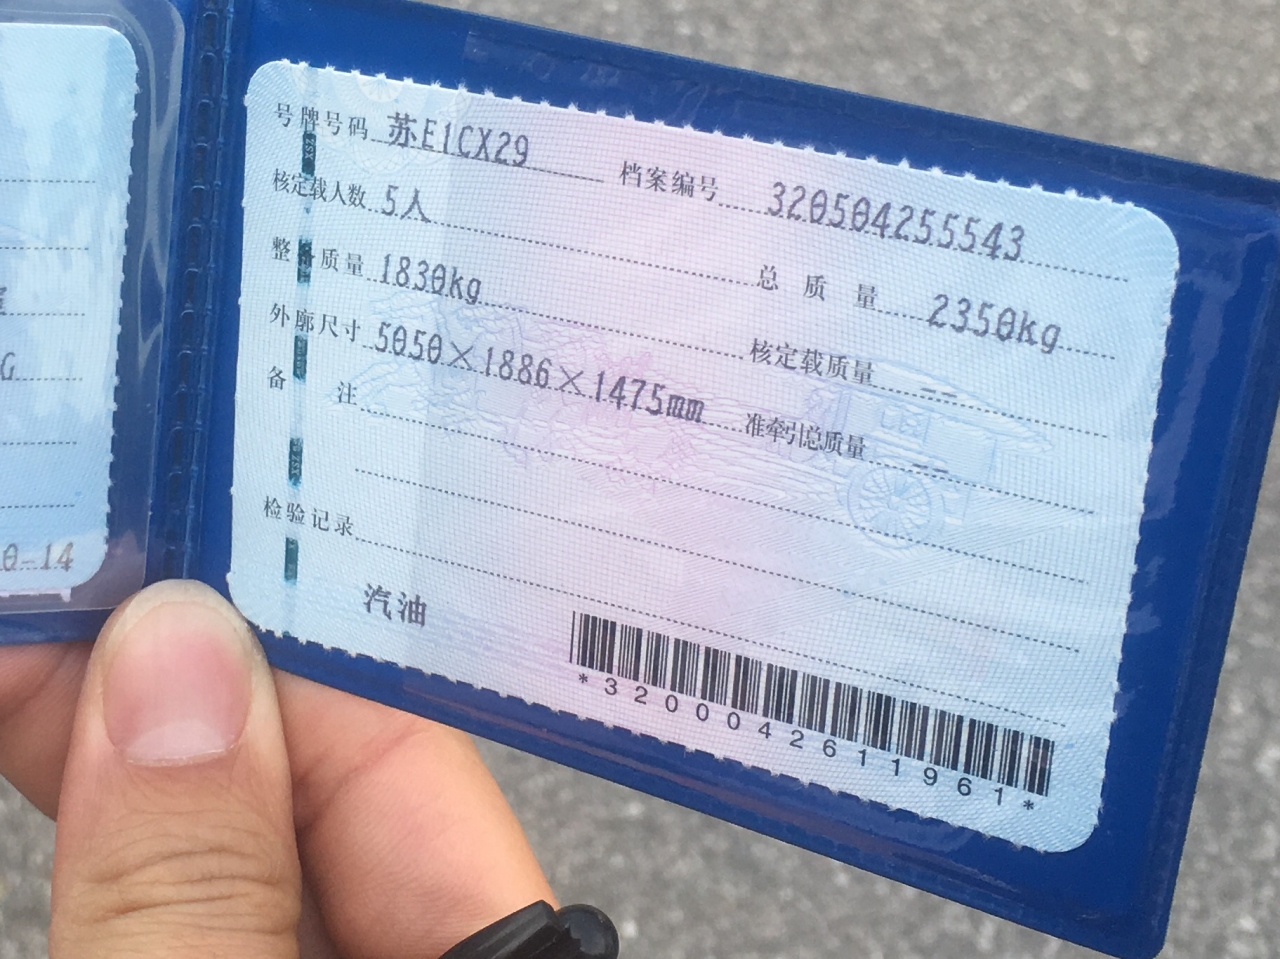 号牌号码 苏E1CX29 档案编号 320504255543
核定载人数 5人 总质量 2350kg
整备质量 1830kg 核定载质量 --
外廓尺寸 5050×1886×1475mm 准牵引总质量 --
备注
检验记录
汽油
*3200042611961*
G
0-14